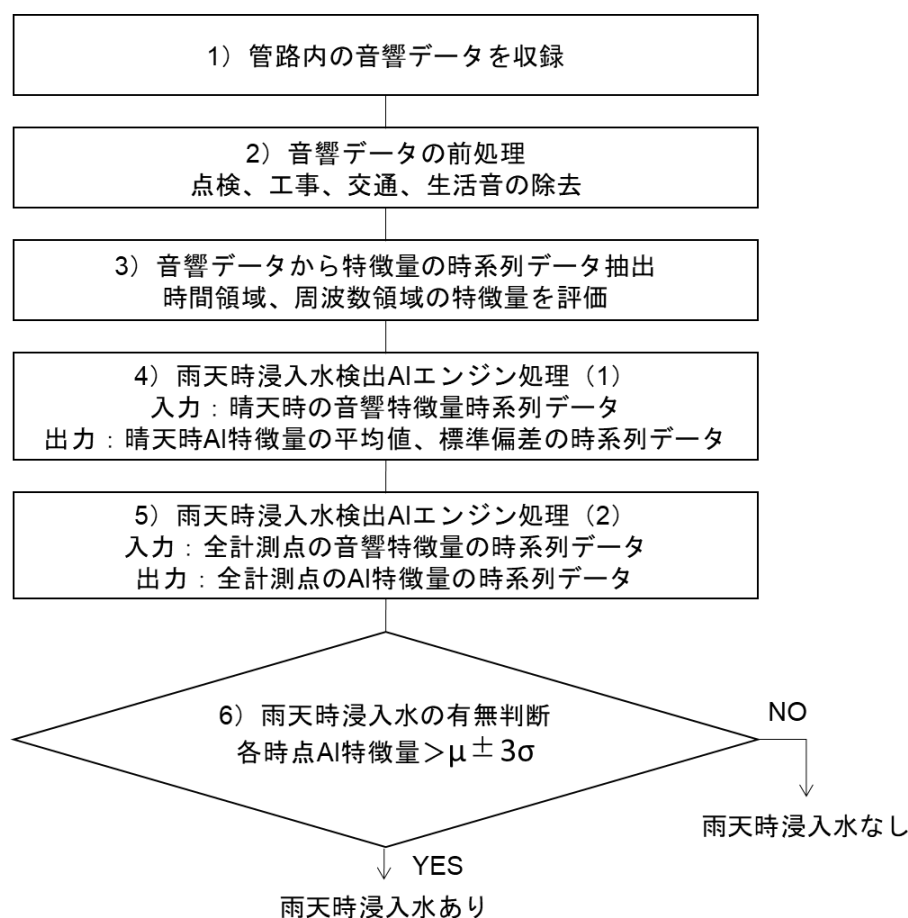 1）管路内の音響データを収録
2）音響データの前処理
点検、工事、交通、生活音の除去
3）音響データから特徴量の時系列データ抽出
時間領域、周波数領域の特徴量を評価
4）雨天時浸入水検出AIエンジン処理（1）
入力：晴天時の音響特徴量時系列データ
出力：晴天時AI特徴量の平均値、標準偏差の時系列データ
5）雨天時浸入水検出AIエンジン処理（2）
入力：全計測点の音響特徴量の時系列データ
出力：全計測点のAI特徴量の時系列データ
6）雨天時浸入水の有無判断
各時点AI特徴量＞μ±3σ
NO
雨天時浸入水なし
YES
雨天時浸入水あり